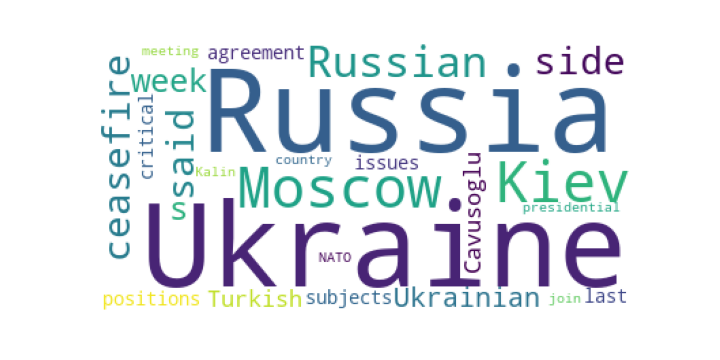 meeting
agreement
Russian
side
week
Russia
ceasefire
critical
said
s
Kalin
country
issues
Moscow
Cavusoglu
Kiev
presidential
Ukraine
NATO
positions
Turkish
subjects
Ukrainian
join
last